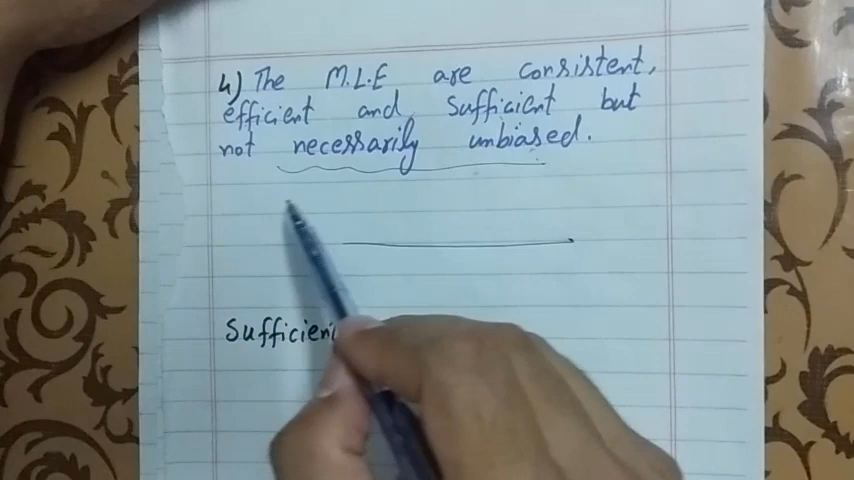 4) The M.L.E are consistent,
efficient and sufficient but
not necessarily unbiased.